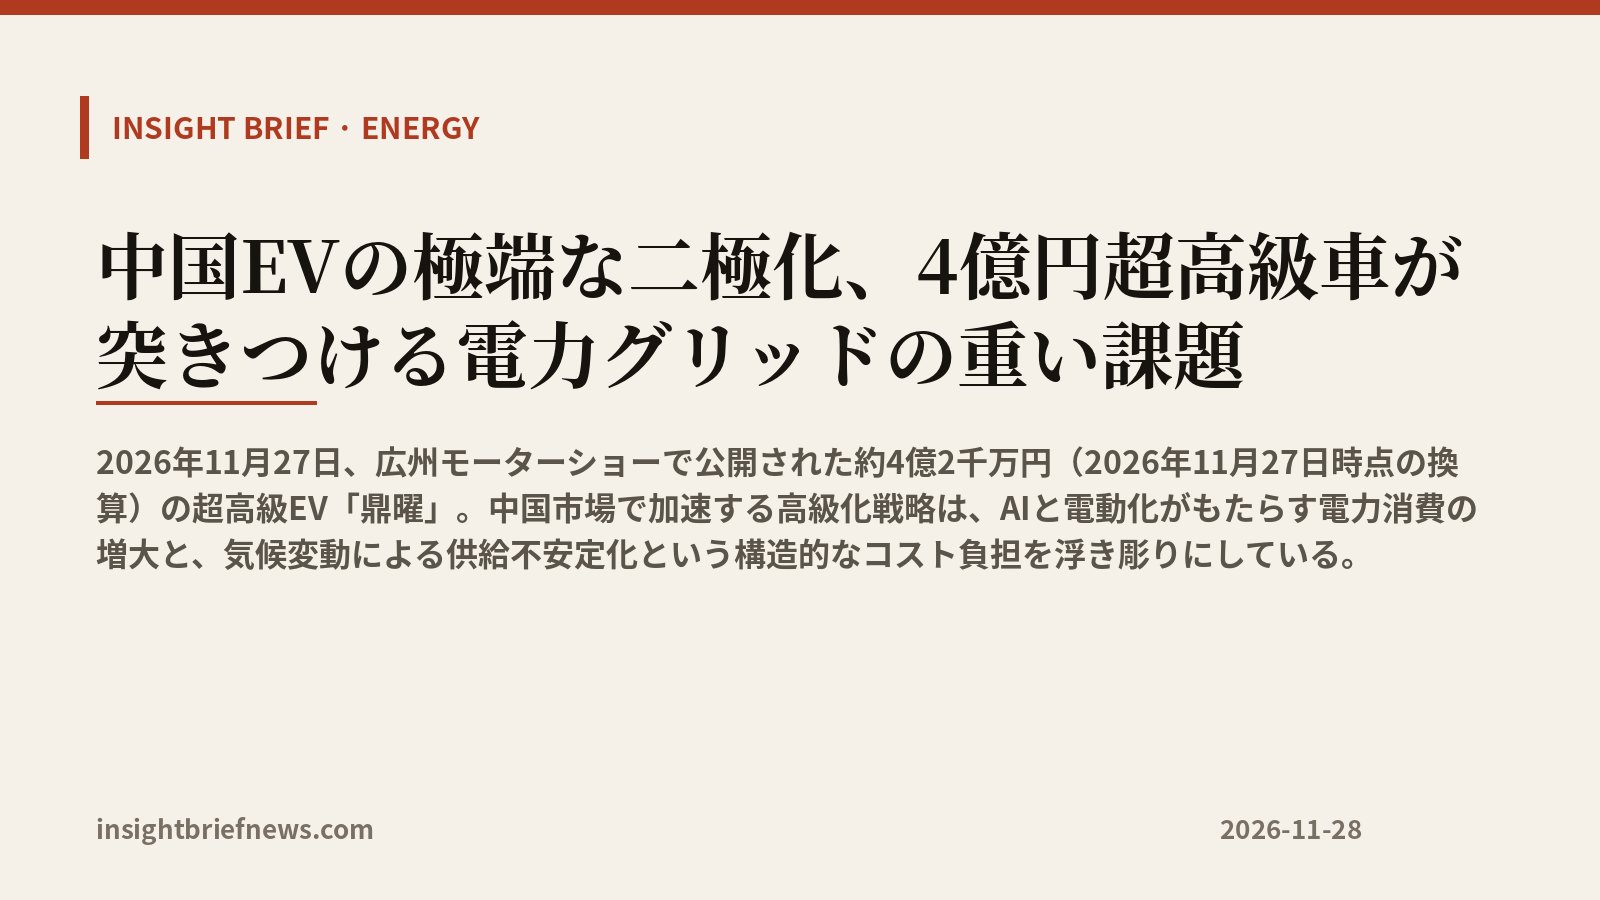 INSIGHT BRIEF · ENERGY
中国EVの極端な二極化、4億円超高級車が
突きつける電力グリッドの重い課題
2026年11月27日、広州モーターショーで公開された約4億2千万円（2026年11月27日時点の換
算）の超高級EV「鼎曜」。中国市場で加速する高級化戦略は、AIと電動化がもたらす電力消費の
増大と、気候変動による供給不安定化という構造的なコスト負担を浮き彫りにしている。
insightbriefnews.com
2026-11-28